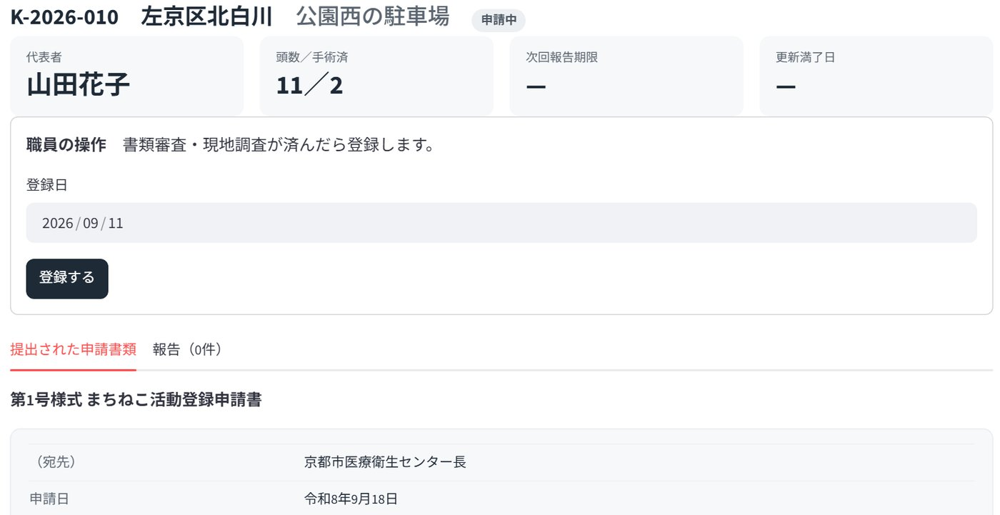 K-2026-010 左京区北白川 公園西の駐車場 申請中
代表者
山田花子
頭数／手術済
11／2
次回報告期限
—
更新満了日
—
職員の操作 書類審査・現地調査が済んだら登録します。
登録日
2026/09/11
登録する
提出された申請書類 報告（0件）
第1号様式 まちねこ活動登録申請書
（宛先） 京都市医療衛生センター長
申請日 令和8年9月18日